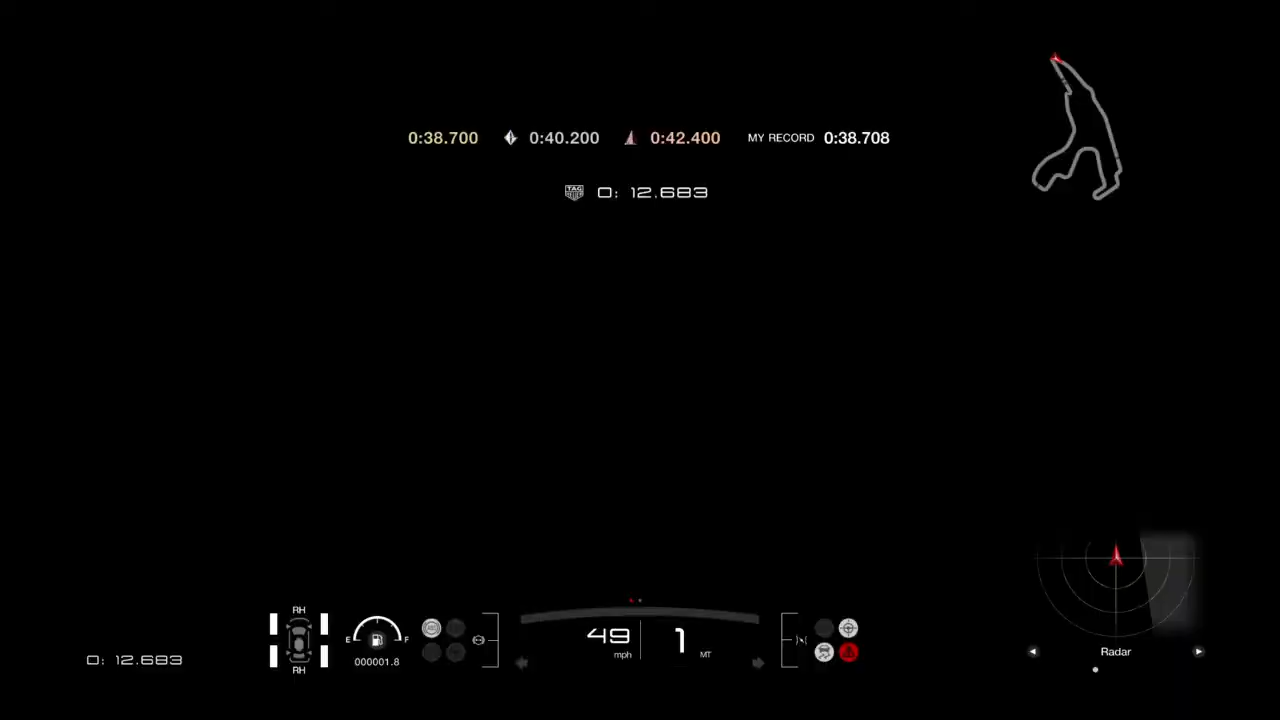 0:38.700 0:40.200 0:42.400 MY RECORD 0:38.708
TAG 0: 12.683
RH
E F
000001.8
RH
0: 12.683
49 mph
1 MT
Radar